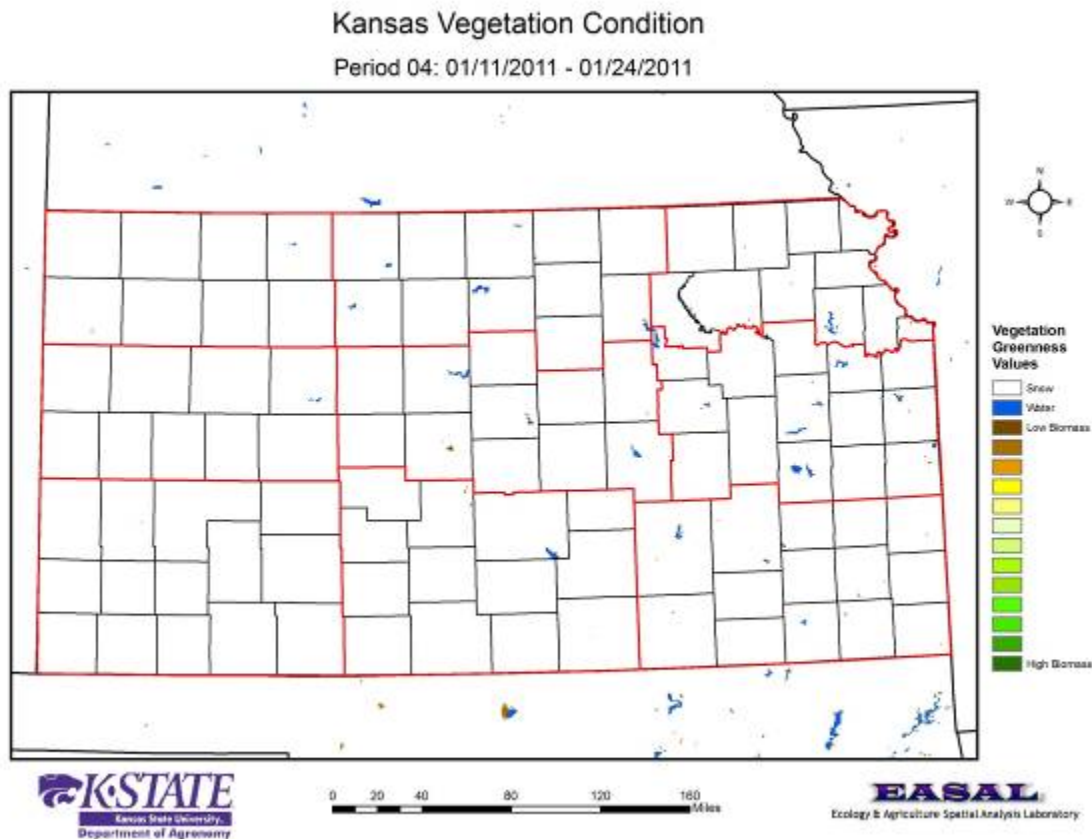 Kansas Vegetation Condition
Period 04: 01/11/2011 - 01/24/2011
N
W
E
S
Vegetation
Greenness
Values
Snow
Water
Low Biomass
High Biomass
K-STATE
Kansas State University
Department of Agronomy
0 20 40 80 120 160
Miles
EASAL
Ecology & Agriculture Spatial Analysis Laboratory